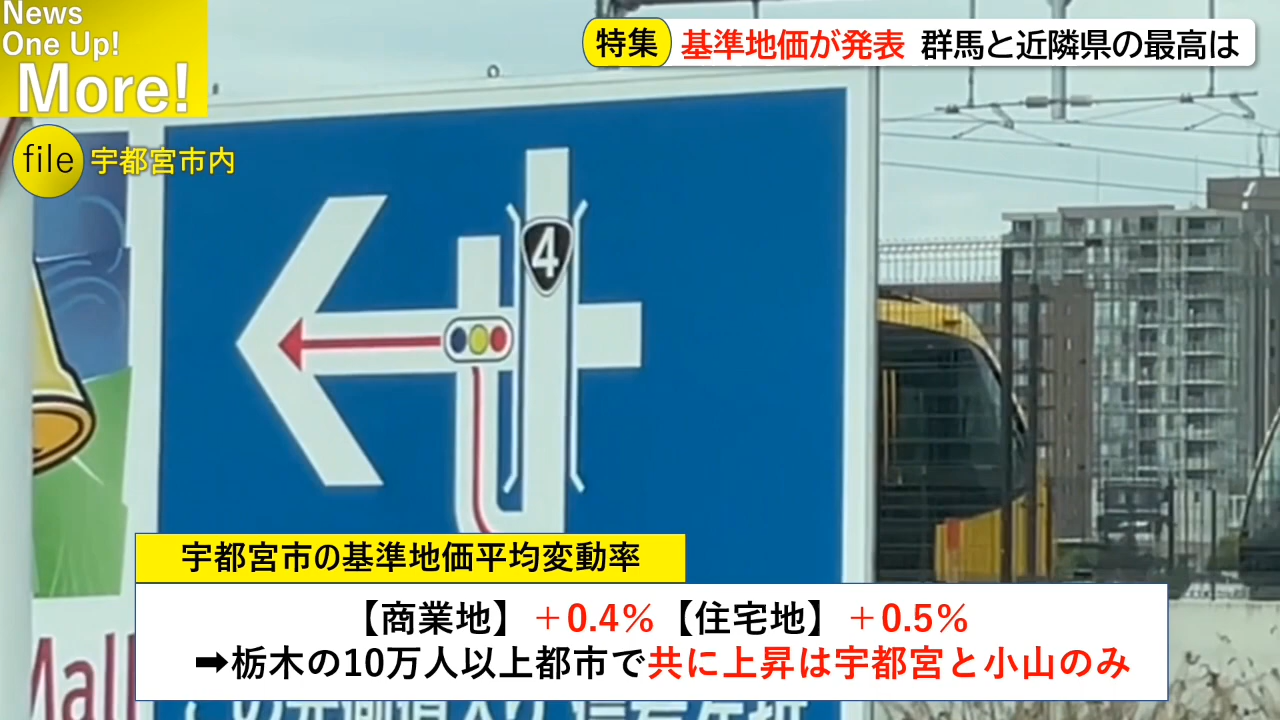 News
One Up!
More!
特集 基準地価が発表 群馬と近隣県の最高は
file 宇都宮市内
4
宇都宮市の基準地価平均変動率
【商業地】＋0.4%【住宅地】＋0.5%
➡栃木の10万人以上都市で共に上昇は宇都宮と小山のみ
Mall